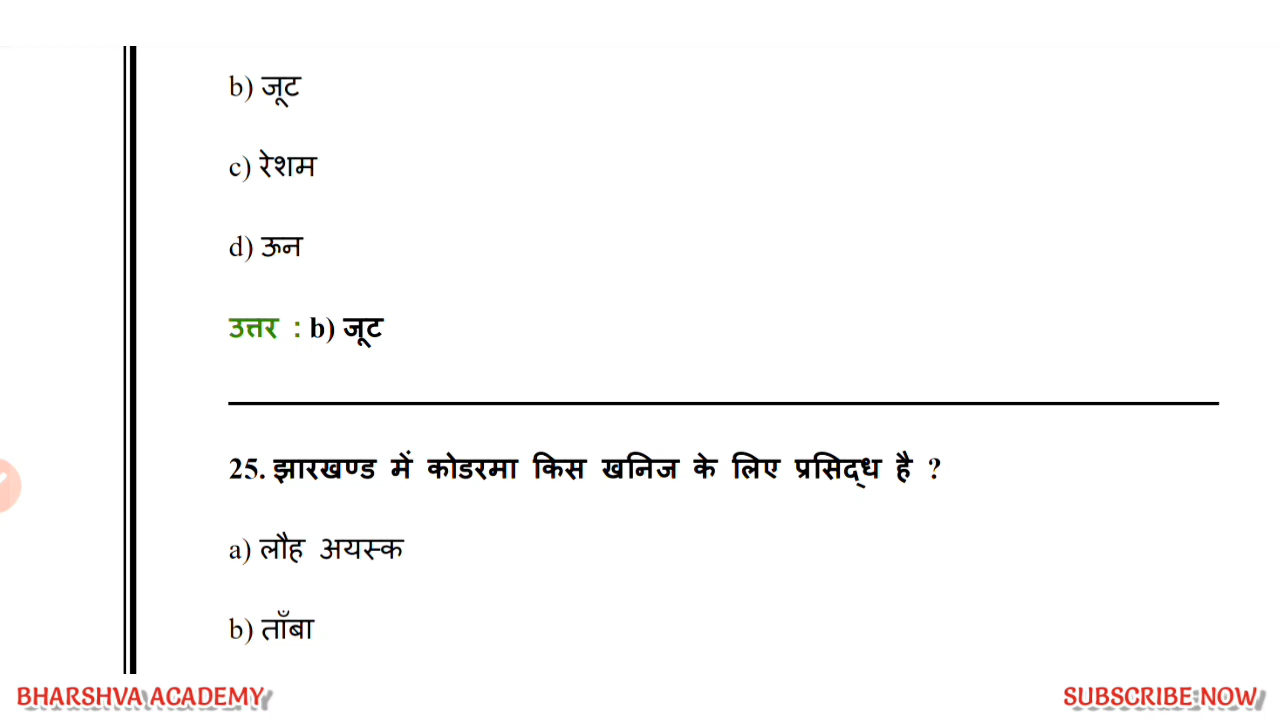 b) जूट
c) रेशम
d) ऊन
उत्तर : b) जूट
25. झारखण्ड में कोडरमा किस खनिज के लिए प्रसिद्ध है ?
a) लौह अयस्क
b) ताँबा
BHARSHVA ACADEMY
SUBSCRIBE NOW